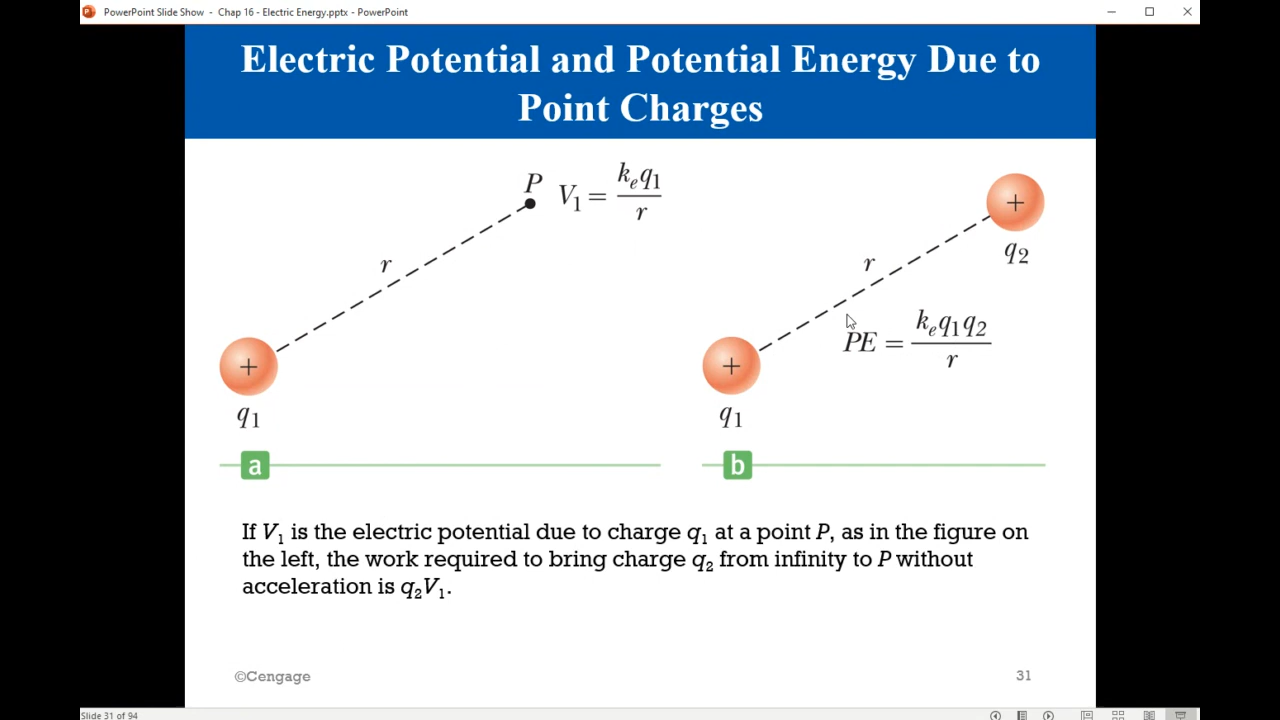 PowerPoint Slide Show - Chap 16 - Electric Energy.pptx - PowerPoint
Electric Potential and Potential Energy Due to
Point Charges
P V₁ = kₑq₁/r
r
+
q₁
a
+
q₂
r
PE = kₑq₁q₂/r
+
q₁
b
If V₁ is the electric potential due to charge q₁ at a point P, as in the figure on
the left, the work required to bring charge q₂ from infinity to P without
acceleration is q₂V₁.
©Cengage
31
Slide 31 of 94